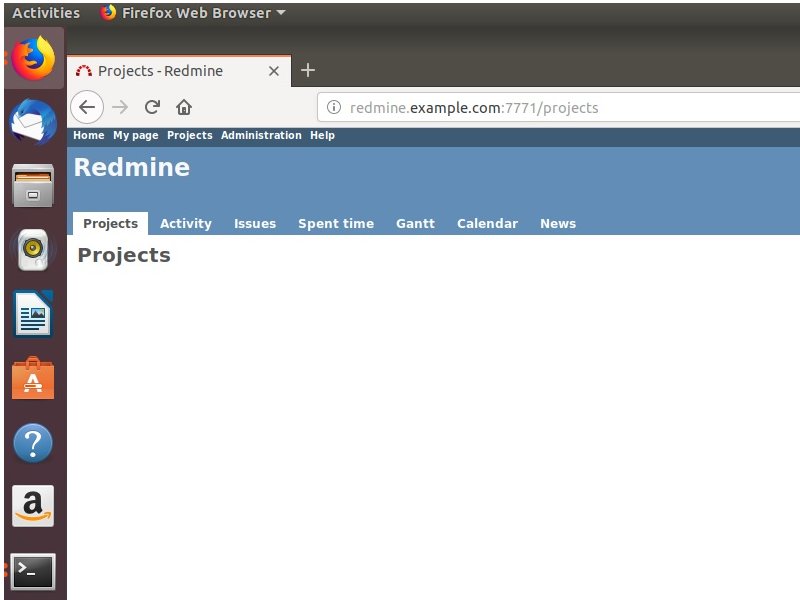 Activities Firefox Web Browser
Projects - Redmine
redmine.example.com:7771/projects
Home My page Projects Administration Help
Redmine
Projects Activity Issues Spent time Gantt Calendar News
Projects